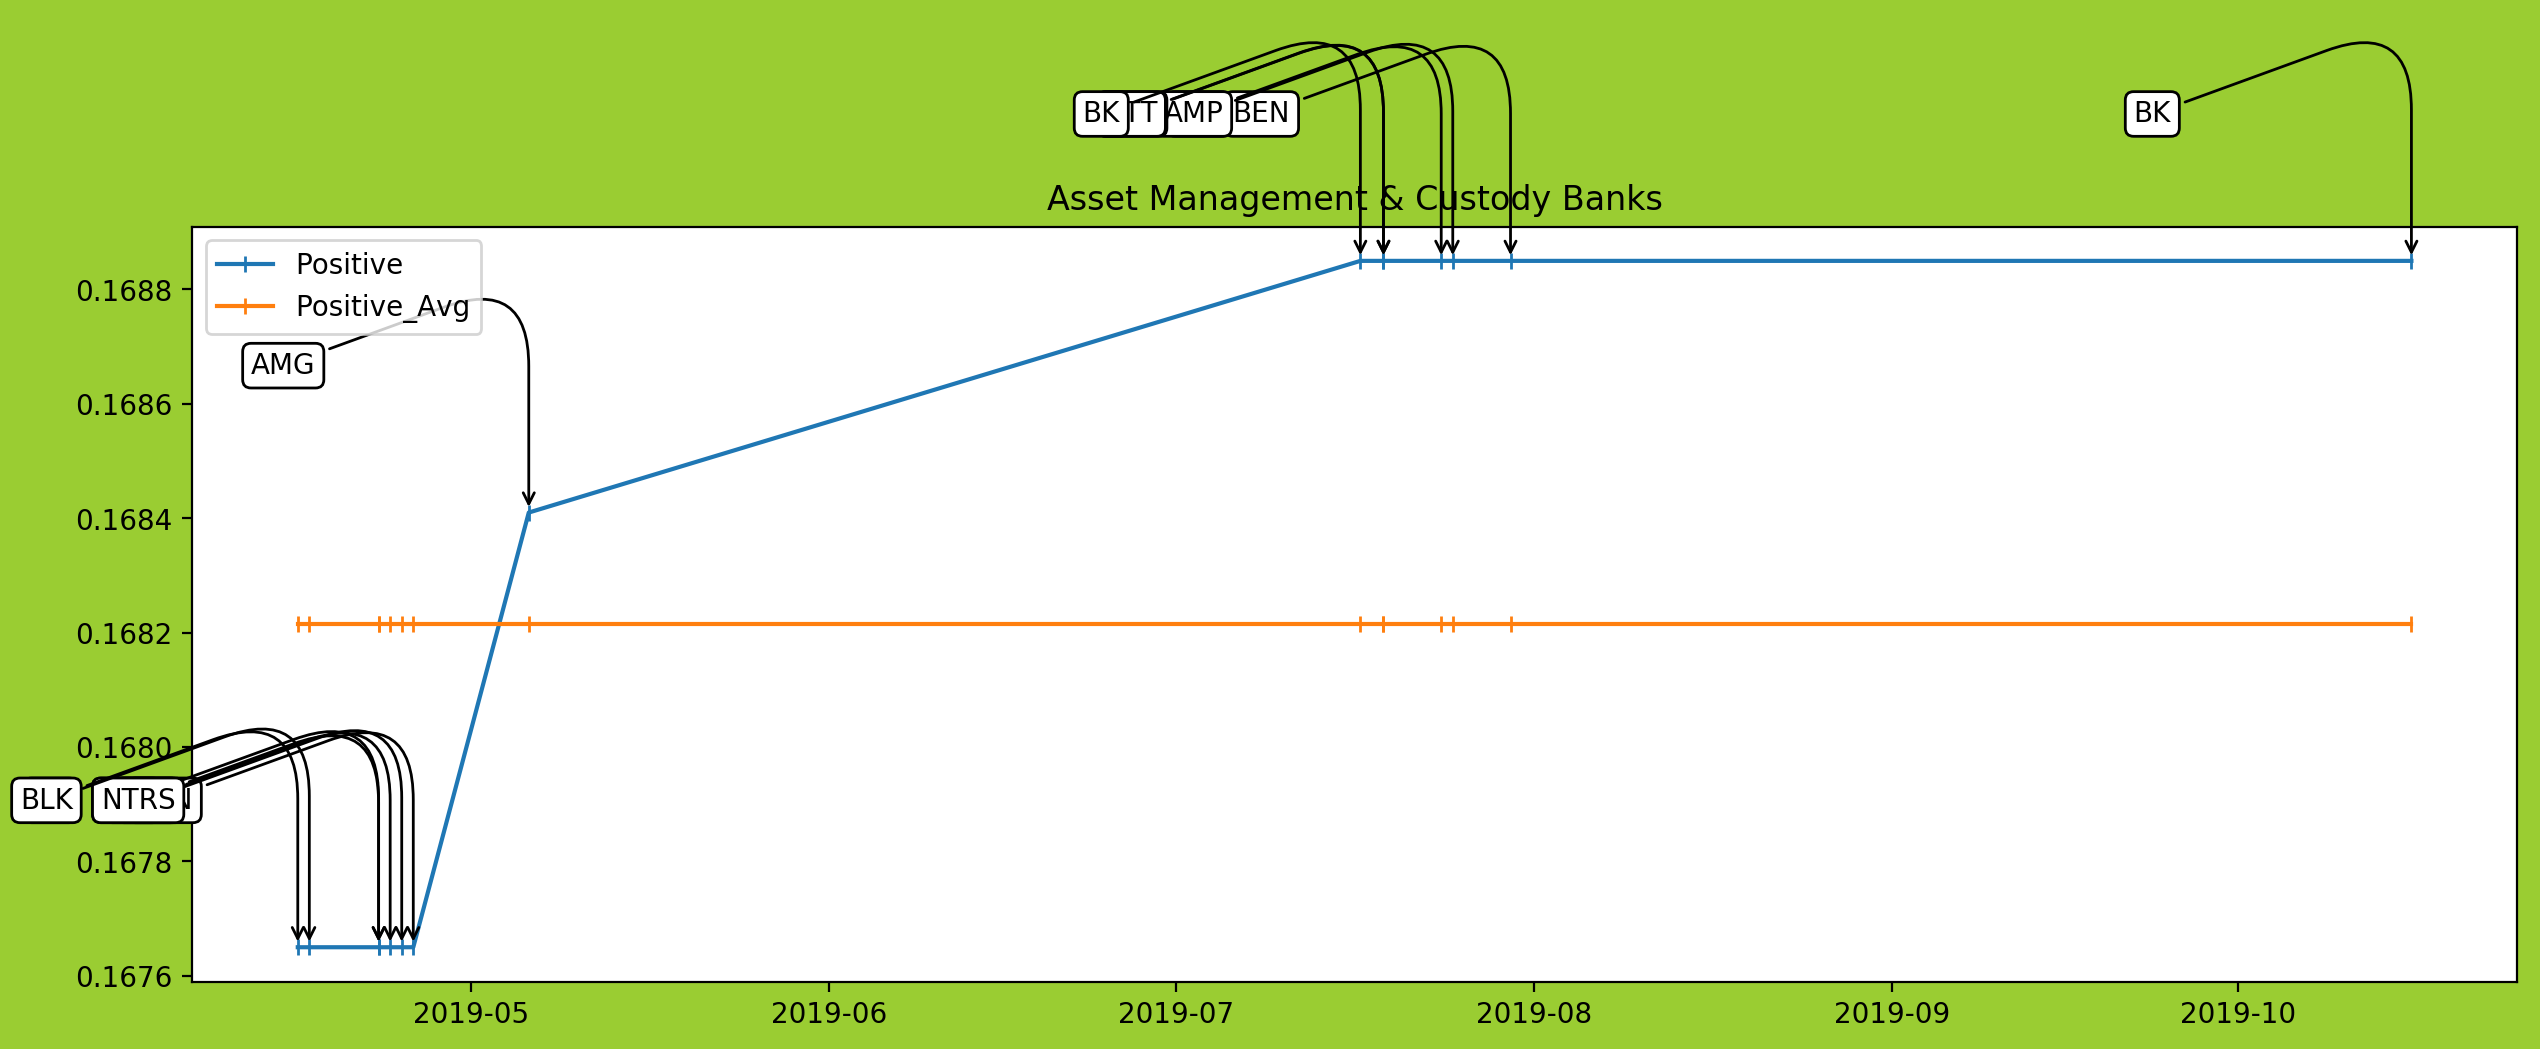 BK
TT
AMP
BEN
BK
Asset Management & Custody Banks
Positive
Positive_Avg
0.1688
AMG
0.1686
0.1684
0.1682
0.1680
BLK
NTRS
0.1678
0.1676
2019-05
2019-06
2019-07
2019-08
2019-09
2019-10